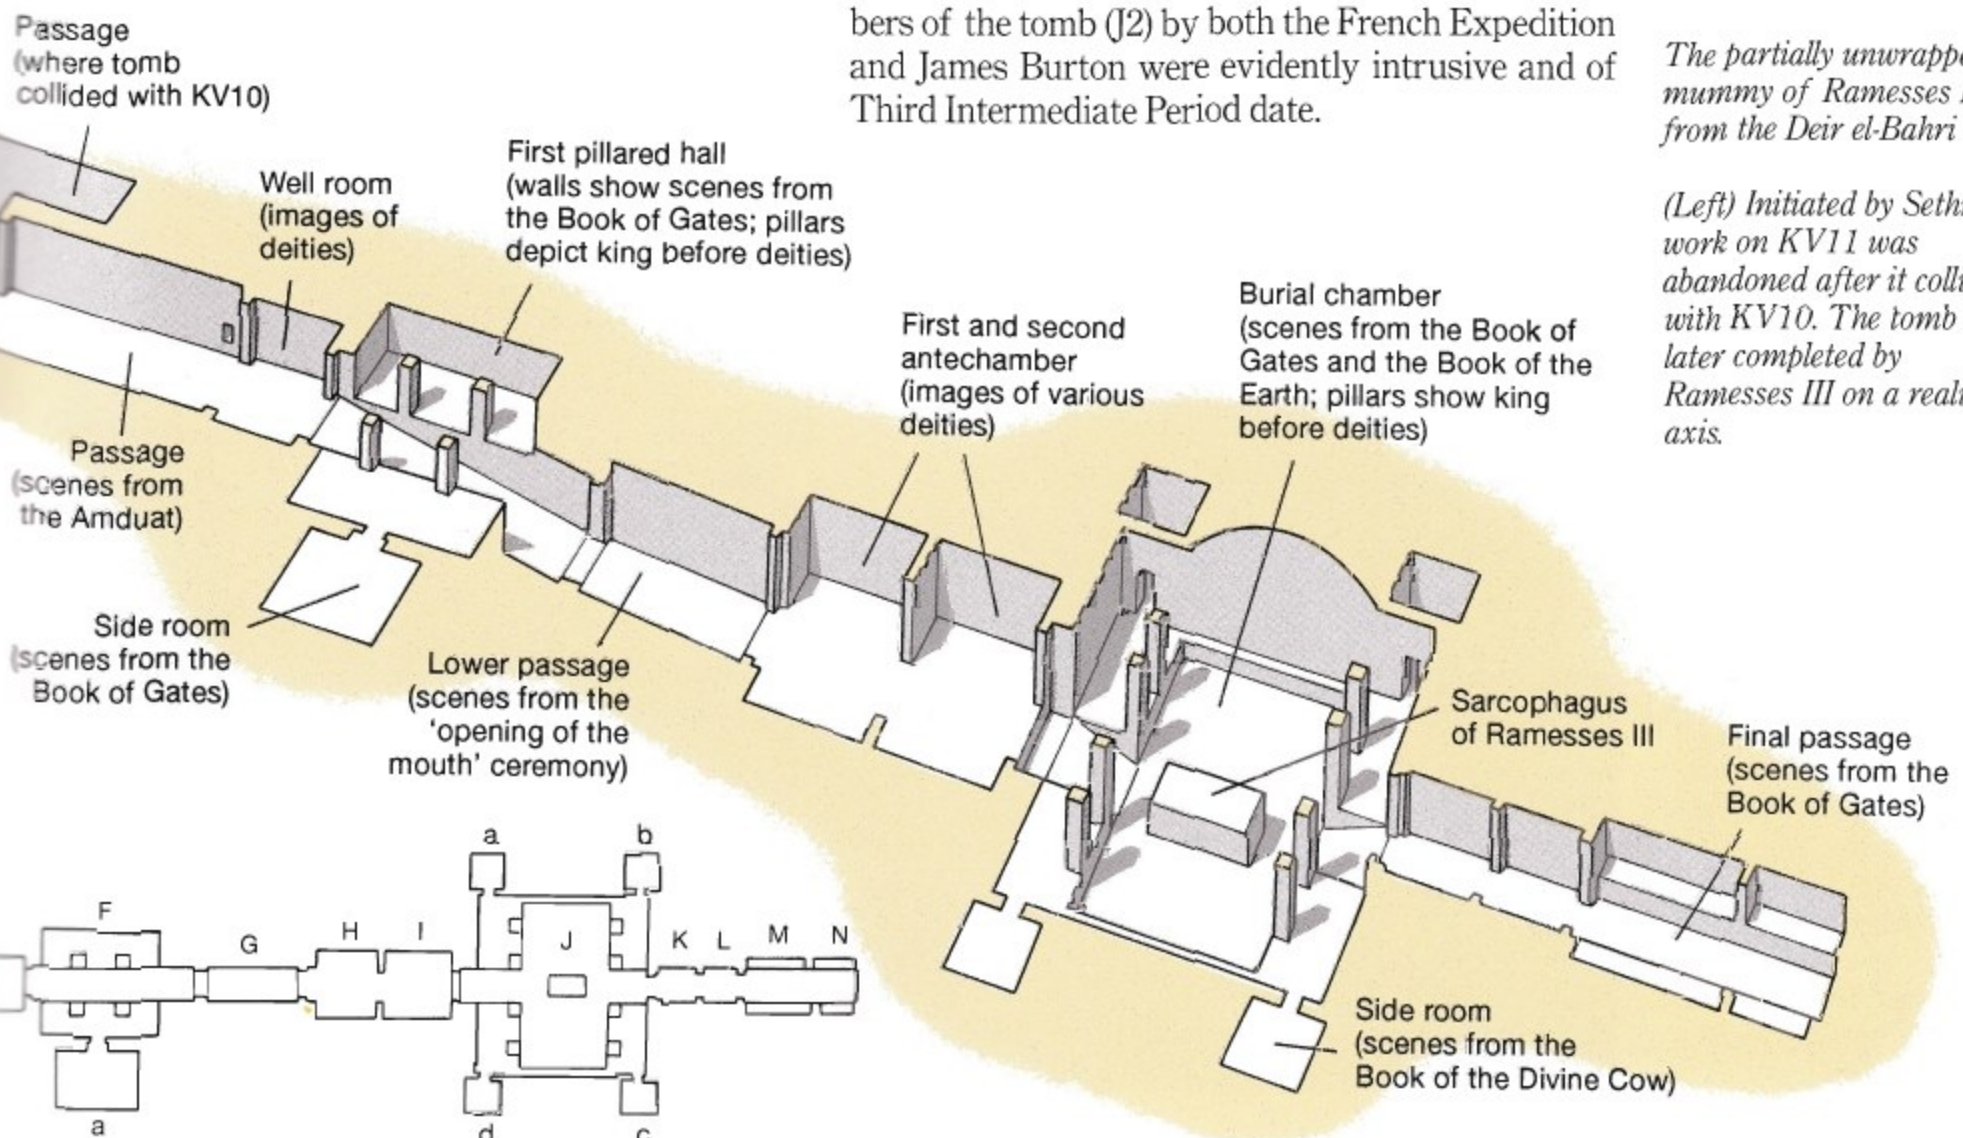 bers of the tomb (J2) by both the French Expedition
and James Burton were evidently intrusive and of
Third Intermediate Period date.
The partially unwrapp
mummy of Ramesses
from the Deir el-Bahri
(Left) Initiated by Seth
work on KV11 was
abandoned after it coll
with KV10. The tomb
later completed by
Ramesses III on a real
axis.
Passage
(where tomb
collided with KV10)
Well room
(images of
deities)
First pillared hall
(walls show scenes from
the Book of Gates; pillars
depict king before deities)
First and second
antechamber
(images of various
deities)
Burial chamber
(scenes from the Book of
Gates and the Book of the
Earth; pillars show king
before deities)
Passage
(scenes from
the Amduat)
Side room
(scenes from the
Book of Gates)
Lower passage
(scenes from the
'opening of the
mouth' ceremony)
Sarcophagus
of Ramesses III
Final passage
(scenes from the
Book of Gates)
Side room
(scenes from the
Book of the Divine Cow)
a b
F G H I J K L M N
a d c